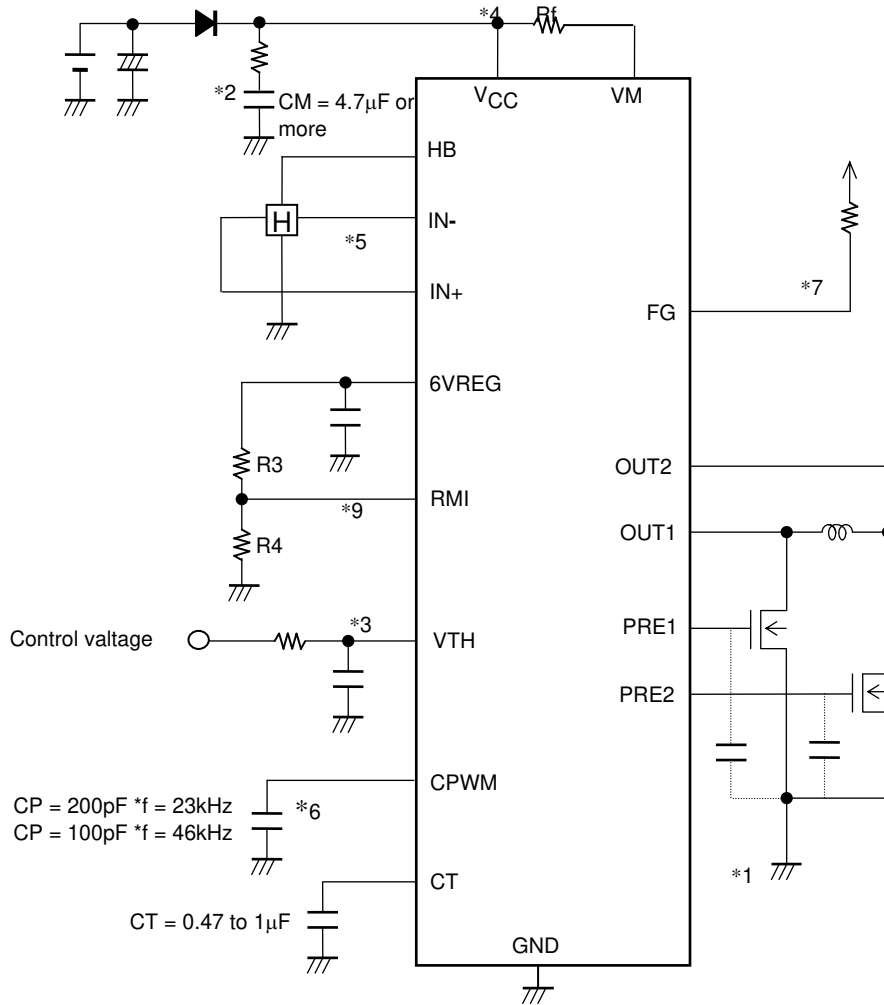 *4 Rf
VCC VM
*2 CM = 4.7μF or
more
HB
H
IN-
*5
IN+
*7
FG
6VREG
R3
OUT2
RMI
*9
OUT1
R4
PRE1
*3
Control valtage
VTH
PRE2
CPWM
CP = 200pF *f = 23kHz
*6
CP = 100pF *f = 46kHz
*1
CT
CT = 0.47 to 1μF
GND